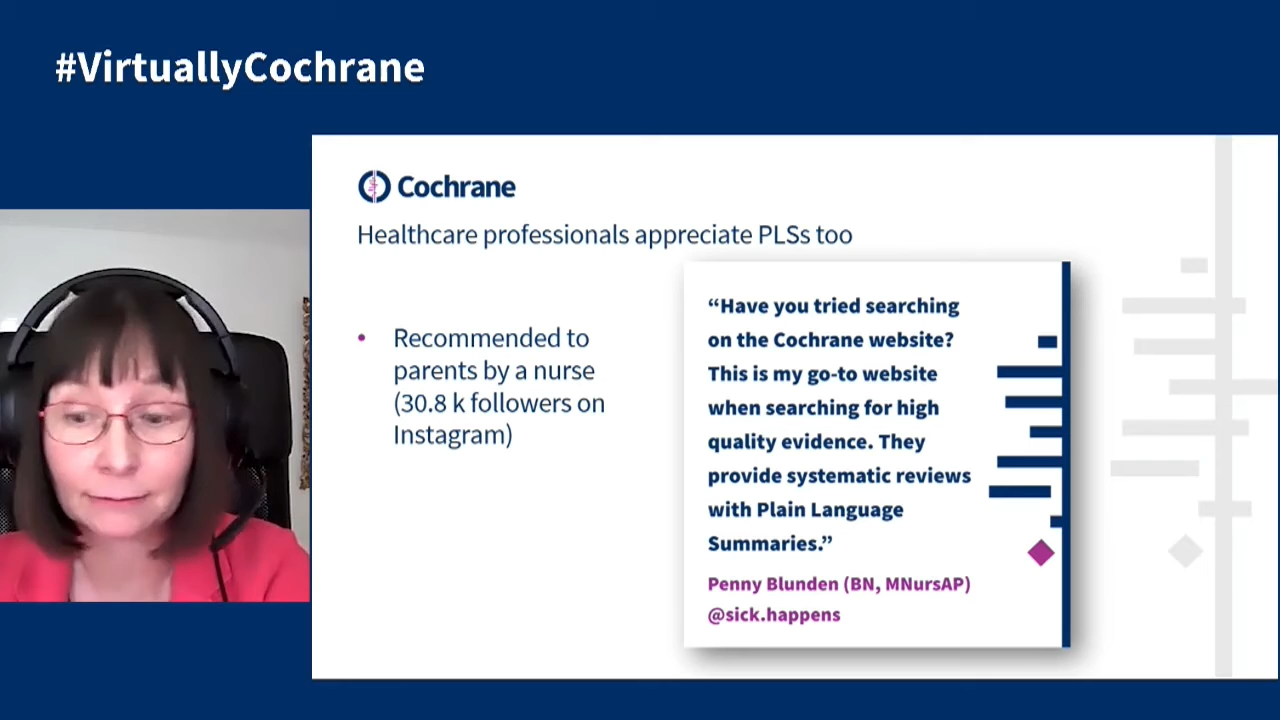 #VirtuallyCochrane
Cochrane
Healthcare professionals appreciate PLSs too
• Recommended to
parents by a nurse
(30.8 k followers on
Instagram)
“Have you tried searching
on the Cochrane website?
This is my go-to website
when searching for high
quality evidence. They
provide systematic reviews
with Plain Language
Summaries.”
Penny Blunden (BN, MNursAP)
@sick.happens